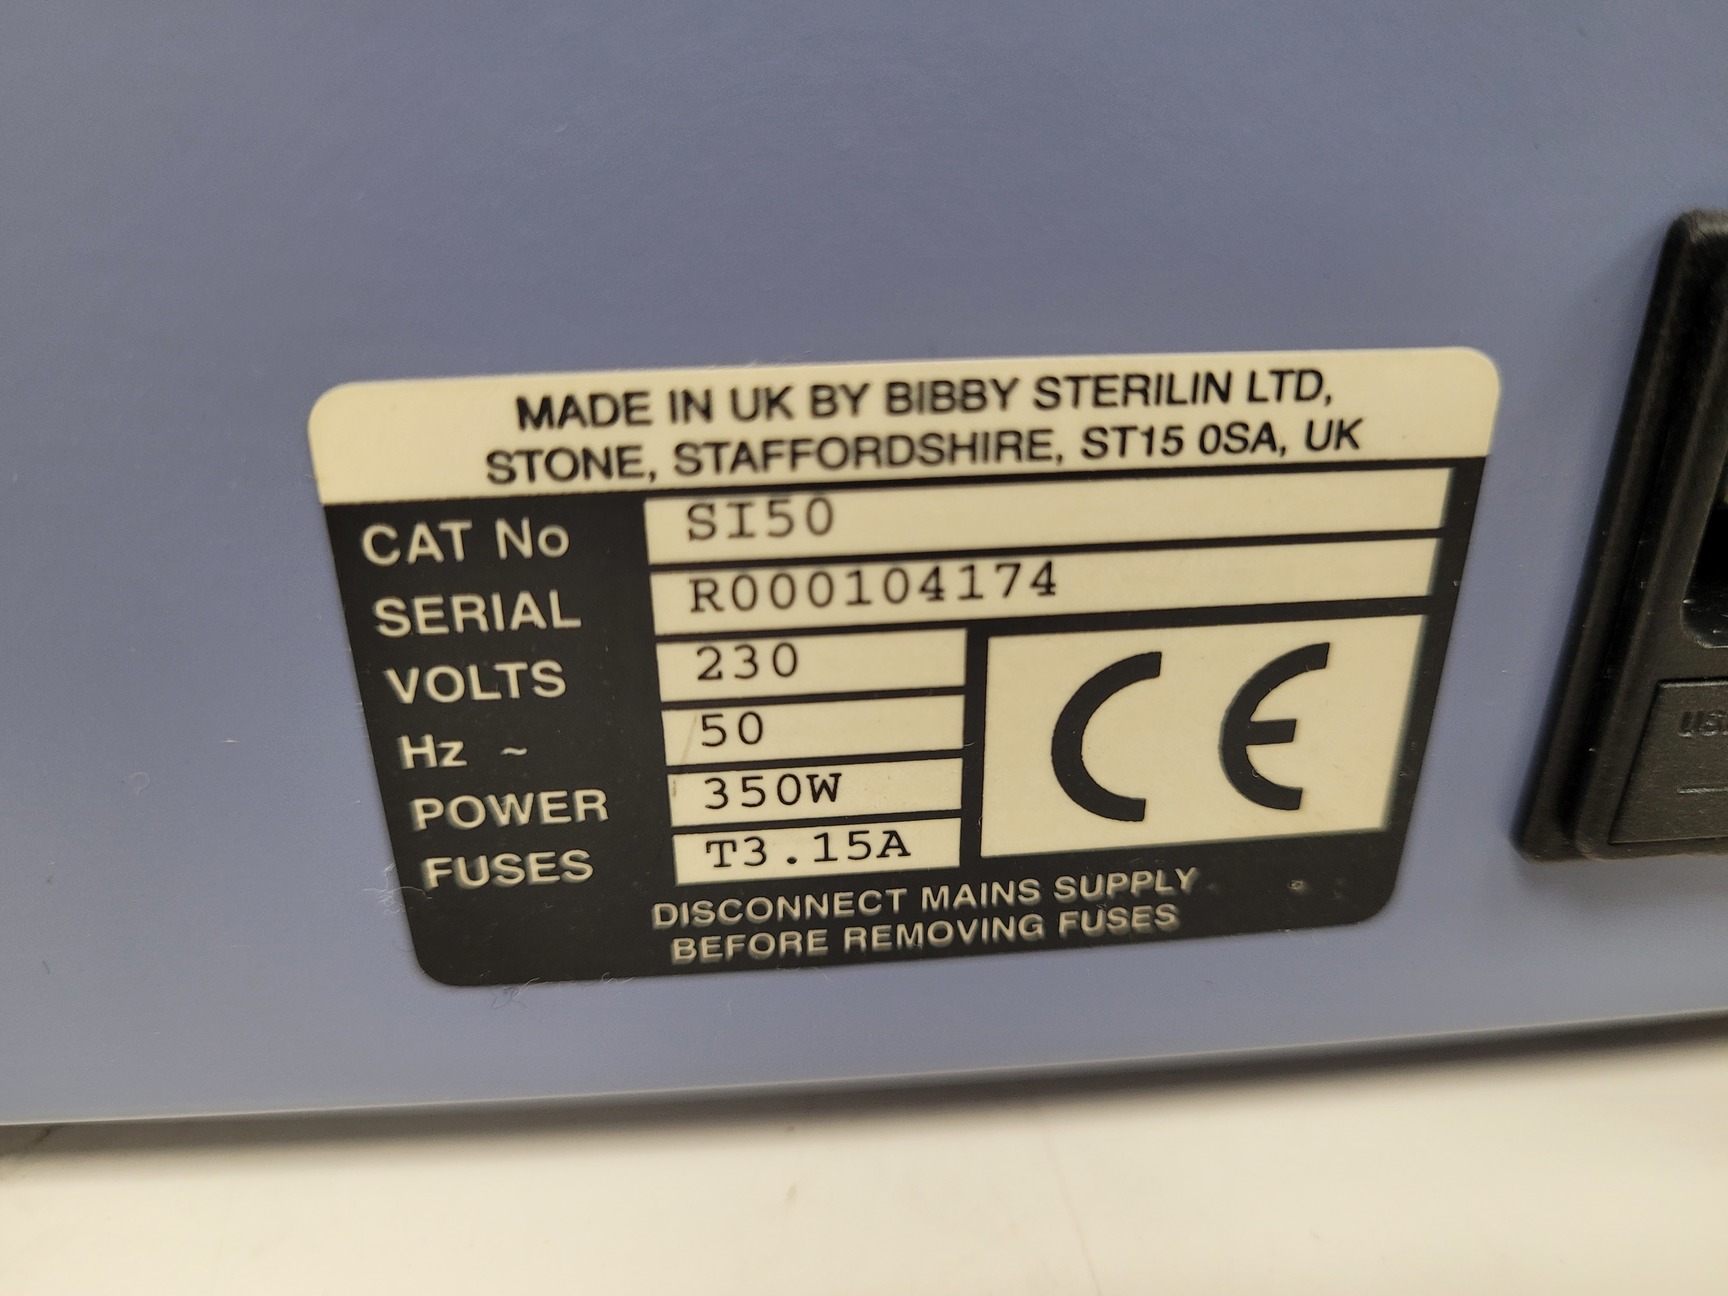 MADE IN UK BY BIBBY STERILIN LTD,
STONE, STAFFORDSHIRE, ST15 0SA, UK
CAT No SI50
SERIAL R000104174
VOLTS 230
Hz ~ 50
POWER 350W
FUSES T3.15A
CE
DISCONNECT MAINS SUPPLY
BEFORE REMOVING FUSES